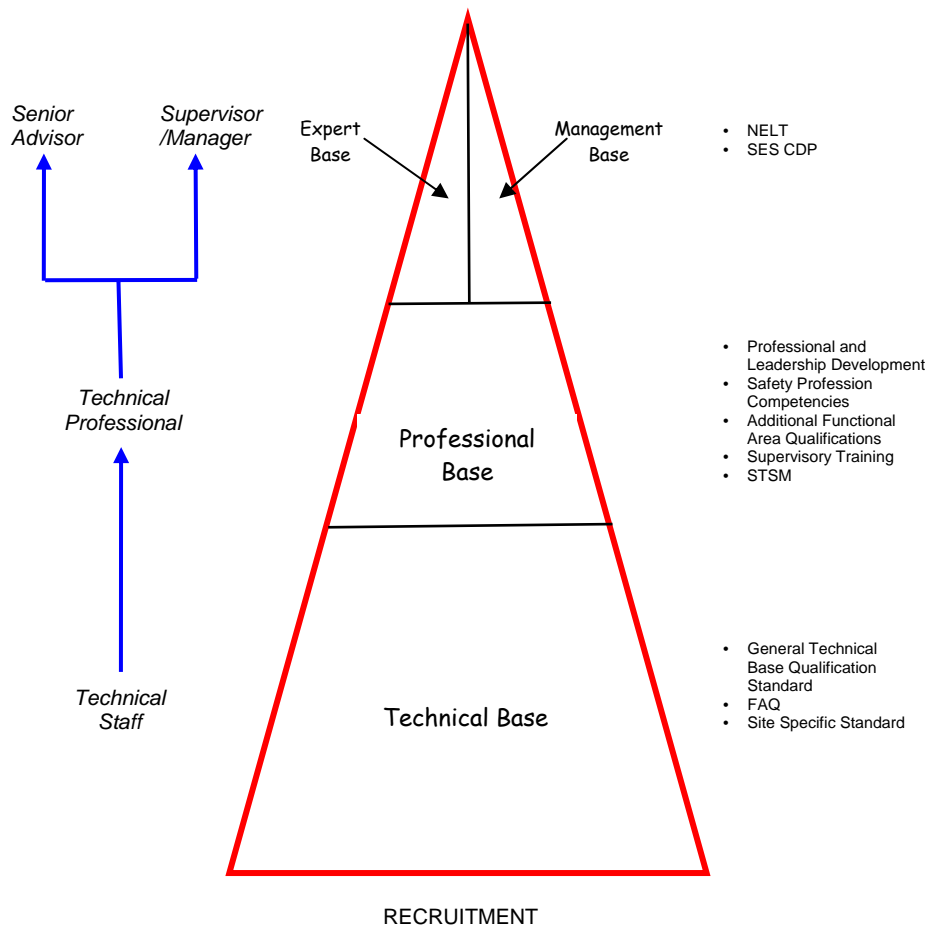 Senior
Advisor
Supervisor
/Manager
Expert
Base
Management
Base
• NELT
• SES CDP
Technical
Professional
Professional
Base
• Professional and
Leadership Development
• Safety Profession
Competencies
• Additional Functional
Area Qualifications
• Supervisory Training
• STSM
Technical
Staff
Technical Base
• General Technical
Base Qualification
Standard
• FAQ
• Site Specific Standard
RECRUITMENT